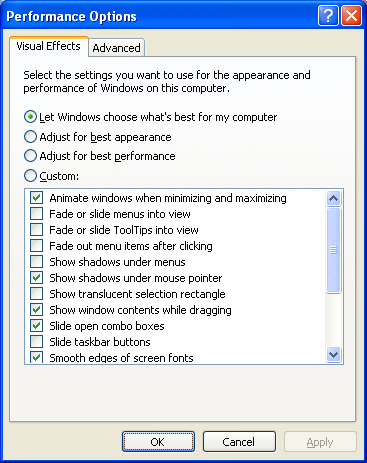 Performance Options
Visual Effects Advanced
Select the settings you want to use for the appearance and
performance of Windows on this computer.
Let Windows choose what's best for my computer
Adjust for best appearance
Adjust for best performance
Custom:
Animate windows when minimizing and maximizing
Fade or slide menus into view
Fade or slide ToolTips into view
Fade out menu items after clicking
Show shadows under menus
Show shadows under mouse pointer
Show translucent selection rectangle
Show window contents while dragging
Slide open combo boxes
Slide taskbar buttons
Smooth edges of screen fonts
OK Cancel Apply